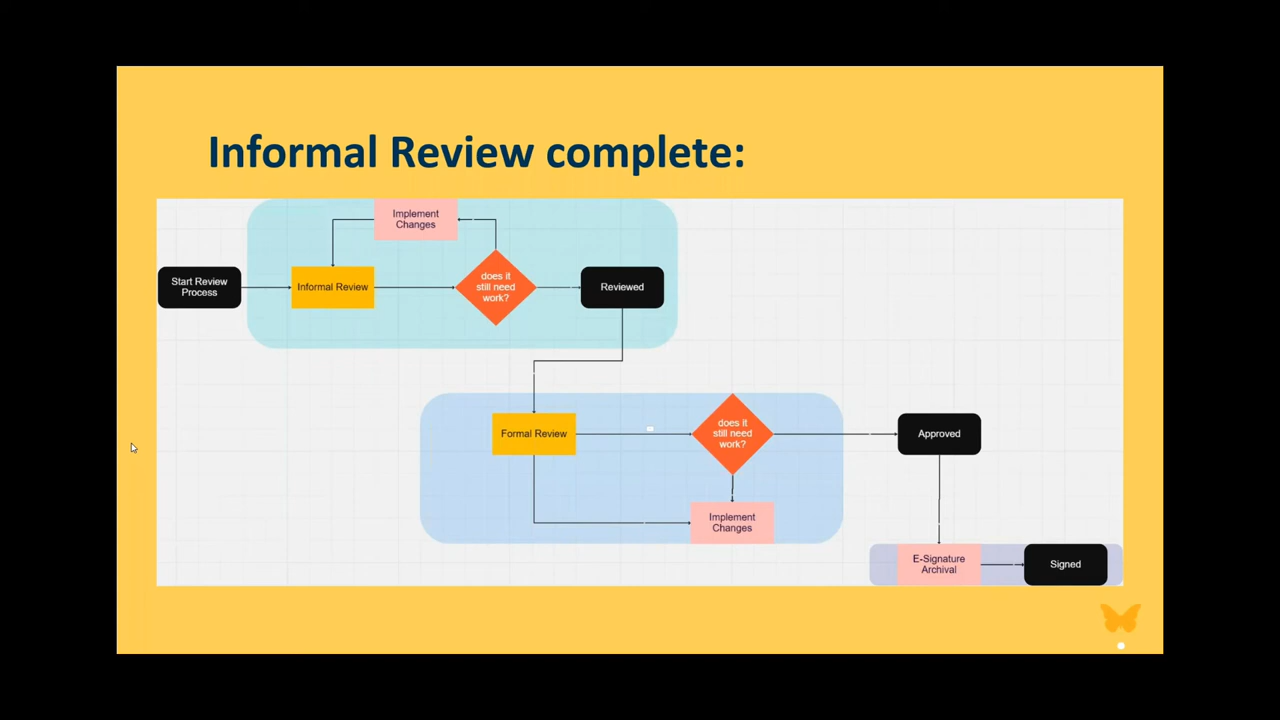 Informal Review complete:
Implement
Changes
Start Review
Process
Informal Review
does it
still need
work?
Reviewed
Formal Review
does it
still need
work?
Approved
Implement
Changes
E-Signature
Archival
Signed